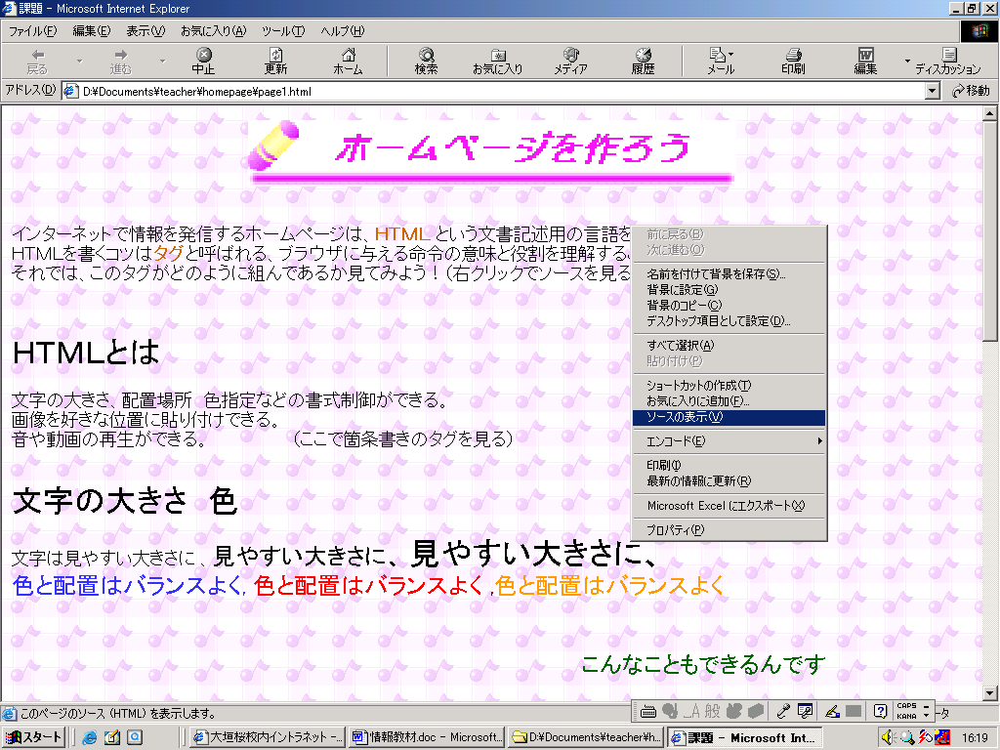 課題 - Microsoft Internet Explorer
ファイル(F) 編集(E) 表示(V) お気に入り(A) ツール(T) ヘルプ(H)
戻る 進む 中止 更新 ホーム 検索 お気に入り メディア 履歴 メール 印刷 編集 ディスカッション
アドレス(D) D:¥Documents¥teacher¥homepage¥page1.html 移動
ホームページを作ろう
インターネットで情報を発信するホームページは、HTML という文書記述用の言語を
HTMLを書くコツはタグと呼ばれる、ブラウザに与える命令の意味と役割を理解する
それでは、このタグがどのように組んであるか見てみよう！（右クリックでソースを見る
前に戻る(B)
次に進む(O)
名前を付けて背景を保存(S)...
背景に設定(G)
背景のコピー(C)
デスクトップ項目として設定(D)...
すべて選択(A)
貼り付け(P)
ショートカットの作成(T)
お気に入りに追加(F)...
ソースの表示(V)
エンコード(E)
印刷(I)
最新の情報に更新(R)
Microsoft Excel にエクスポート(X)
プロパティ(P)
HTMLとは
文字の大きさ、配置場所　色指定などの書式制御ができる。
画像を好きな位置に貼り付けできる。
音や動画の再生ができる。　　　　　（ここで箇条書きのタグを見る）
文字の大きさ　色
文字は見やすい大きさに 、見やすい大きさに、見やすい大きさに、
色と配置はバランスよく, 色と配置はバランスよく ,色と配置はバランスよく
こんなこともできるんです
このページのソース (HTML) を表示します。
_A 般 CAPS KANA ータ
スタート 大垣桜校内イントラネット -... 情報教材.doc - Microsoft... D:¥Documents¥teacher¥h... 課題 - Microsoft Int... 16:19